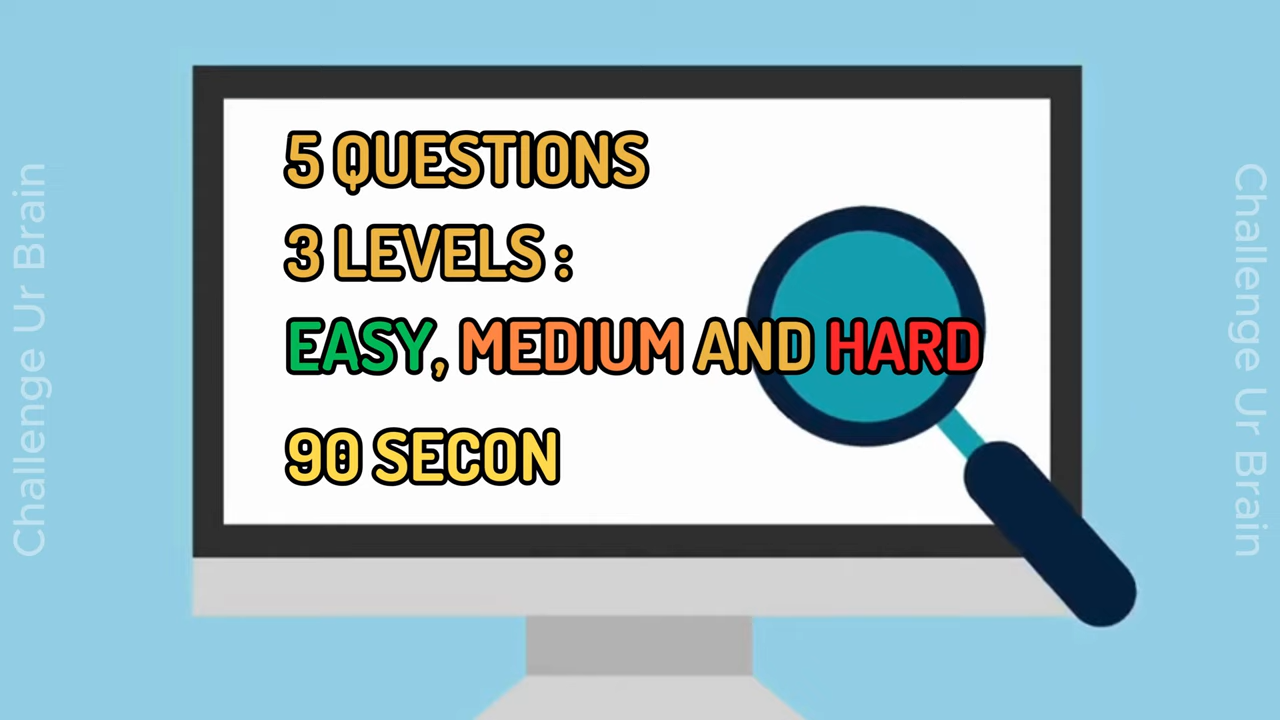 5 QUESTIONS
3 LEVELS :
EASY, MEDIUM AND HARD
90 SECON
Challenge Ur Brain
Challenge Ur Brain